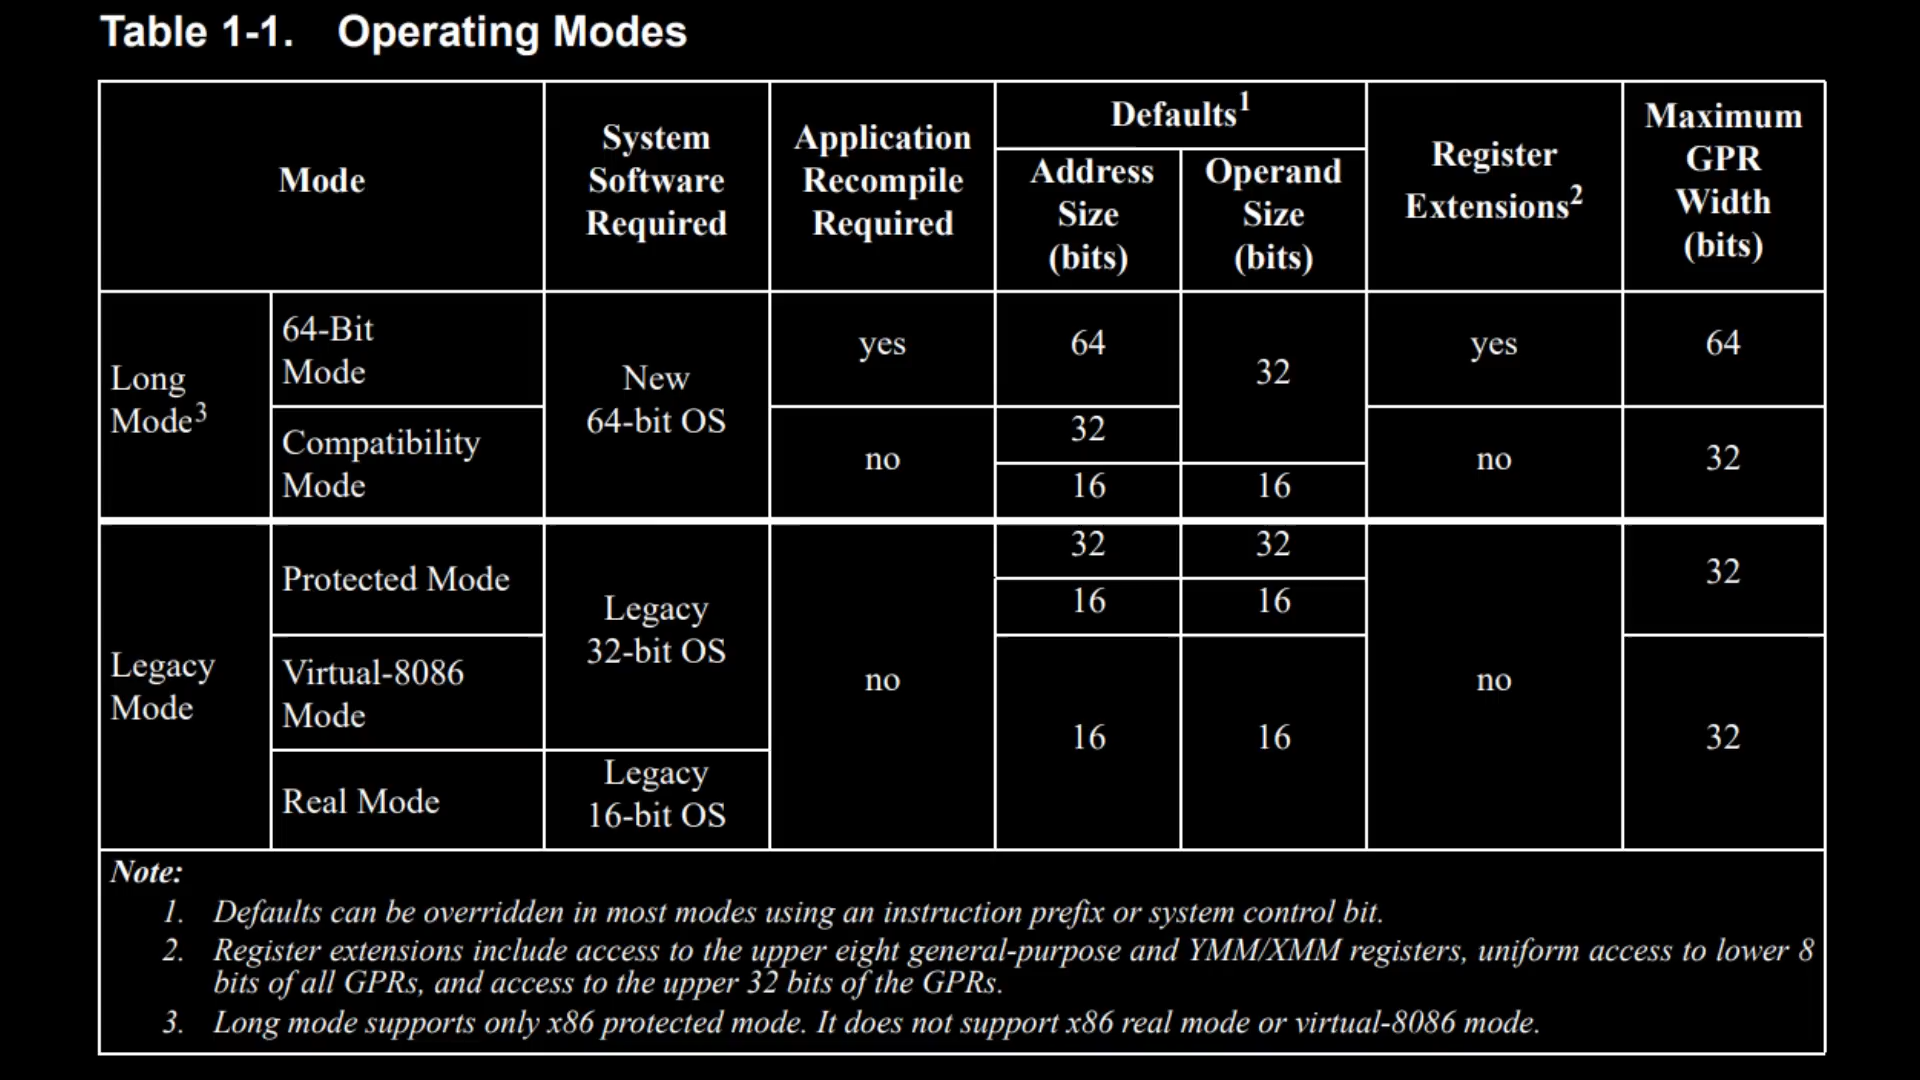 Table 1-1. Operating Modes
Mode
System
Software
Required
Application
Recompile
Required
Defaults1
Address
Size
(bits)
Operand
Size
(bits)
Register
Extensions2
Maximum
GPR
Width
(bits)
Long
Mode3
64-Bit
Mode
New
64-bit OS
yes
64
32
yes
64
Compatibility
Mode
no
32
16
16
no
32
Legacy
Mode
Protected Mode
Legacy
32-bit OS
no
32
32
16
16
no
32
Virtual-8086
Mode
16
16
32
Real Mode
Legacy
16-bit OS
Note:
1. Defaults can be overridden in most modes using an instruction prefix or system control bit.
2. Register extensions include access to the upper eight general-purpose and YMM/XMM registers, uniform access to lower 8
bits of all GPRs, and access to the upper 32 bits of the GPRs.
3. Long mode supports only x86 protected mode. It does not support x86 real mode or virtual-8086 mode.